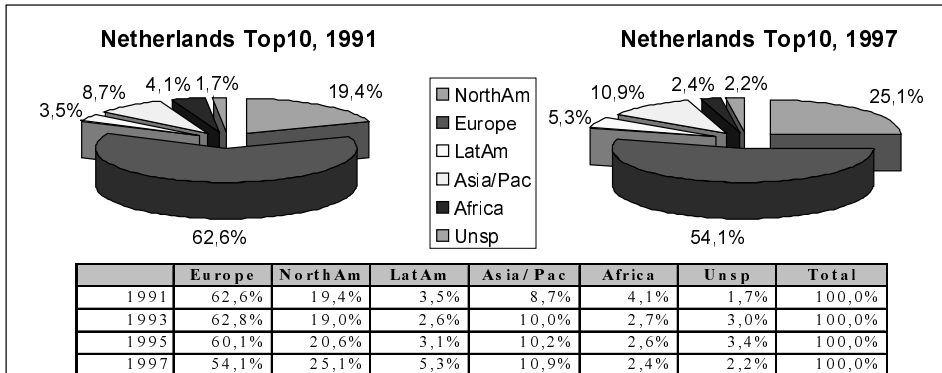 Netherlands Top10, 1991
4,1% 1,7%
8,7%
19,4%
3,5%
62,6%
NorthAm
Europe
LatAm
Asia/Pac
Africa
Unsp
Netherlands Top10, 1997
2,4% 2,2%
10,9%
25,1%
5,3%
54,1%
Europe NorthAm LatAm Asia/Pac Africa Unsp Total
1991 62,6% 19,4% 3,5% 8,7% 4,1% 1,7% 100,0%
1993 62,8% 19,0% 2,6% 10,0% 2,7% 3,0% 100,0%
1995 60,1% 20,6% 3,1% 10,2% 2,6% 3,4% 100,0%
1997 54,1% 25,1% 5,3% 10,9% 2,4% 2,2% 100,0%